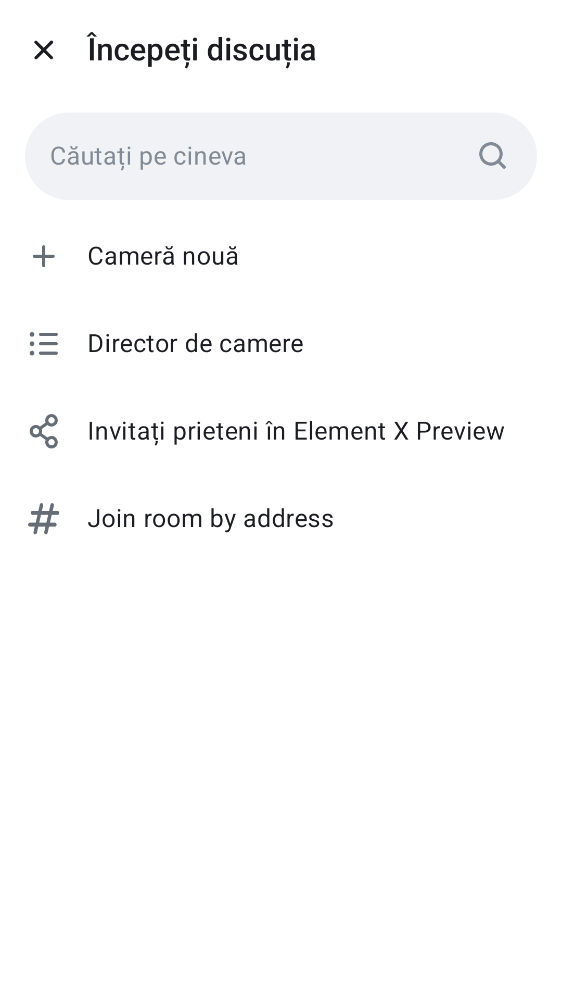 Începeți discuția
Căutați pe cineva
Cameră nouă
Director de camere
Invitați prieteni în Element X Preview
Join room by address